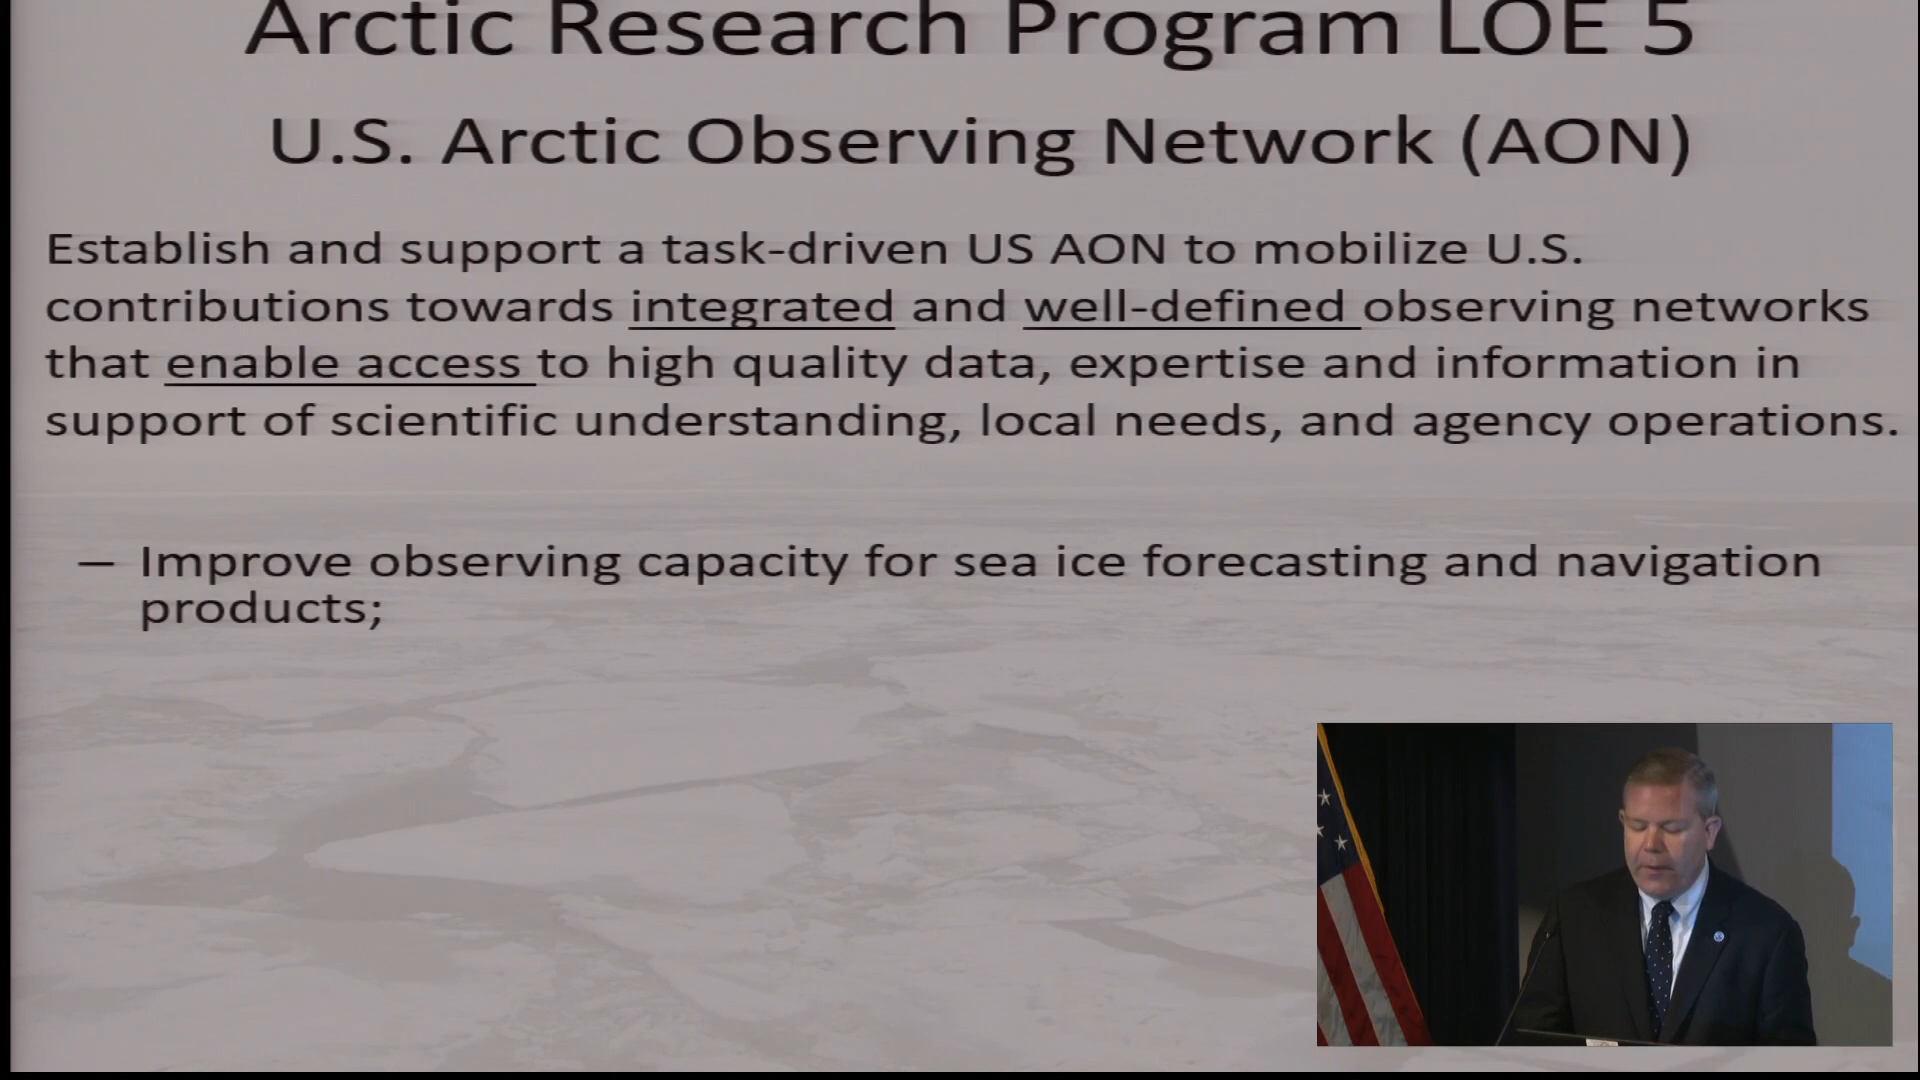 Arctic Research Program LOE 5
U.S. Arctic Observing Network (AON)
Establish and support a task-driven US AON to mobilize U.S.
contributions towards integrated and well-defined observing networks
that enable access to high quality data, expertise and information in
support of scientific understanding, local needs, and agency operations.
— Improve observing capacity for sea ice forecasting and navigation
products;